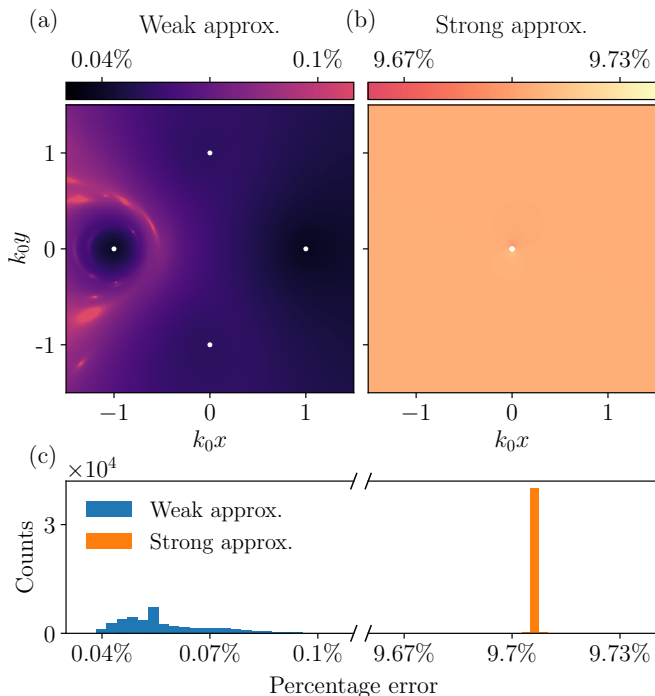 (a) Weak approx.
0.04% 0.1%
(b) Strong approx.
9.67% 9.73%
k₀y
1
0
-1
−1 0 1
k₀x
−1 0 1
k₀x
(c)
×10⁴
Counts
3
0
Weak approx.
Strong approx.
0.04% 0.07% 0.1% 9.67% 9.7% 9.73%
Percentage error